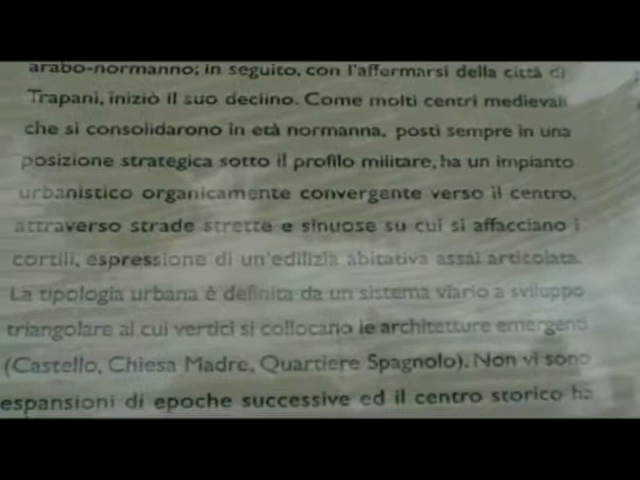 arabo-normanno; in seguito, con l'affermarsi della città di
Trapani, iniziò il suo declino. Come molti centri medievali
che si consolidarono in età normanna, posti sempre in una
posizione strategica sotto il profilo militare, ha un impianto
urbanistico organicamente convergente verso il centro,
attraverso strade strette e sinuose su cui si affacciano i
cortili, espressione di un'edilizia abitativa assai articolata.
La tipologia urbana è definita da un sistema viario a sviluppo
triangolare ai cui vertici si collocano le architetture emergenti
(Castello, Chiesa Madre, Quartiere Spagnolo). Non vi sono
espansioni di epoche successive ed il centro storico ha